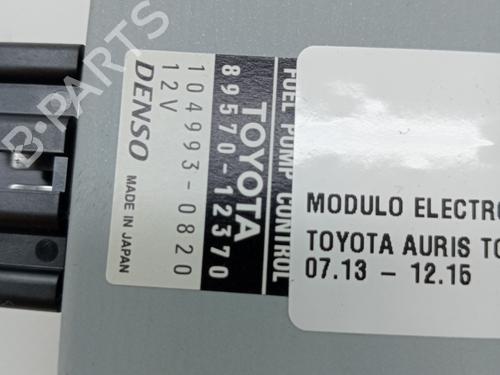 FUEL PUMP CONTROL
TOYOTA
89570-12370
104993-0820
12V
DENSO MADE IN JAPAN
MODULO ELECTRO
TOYOTA AURIS TO
07.13 - 12.15
B-PARTS